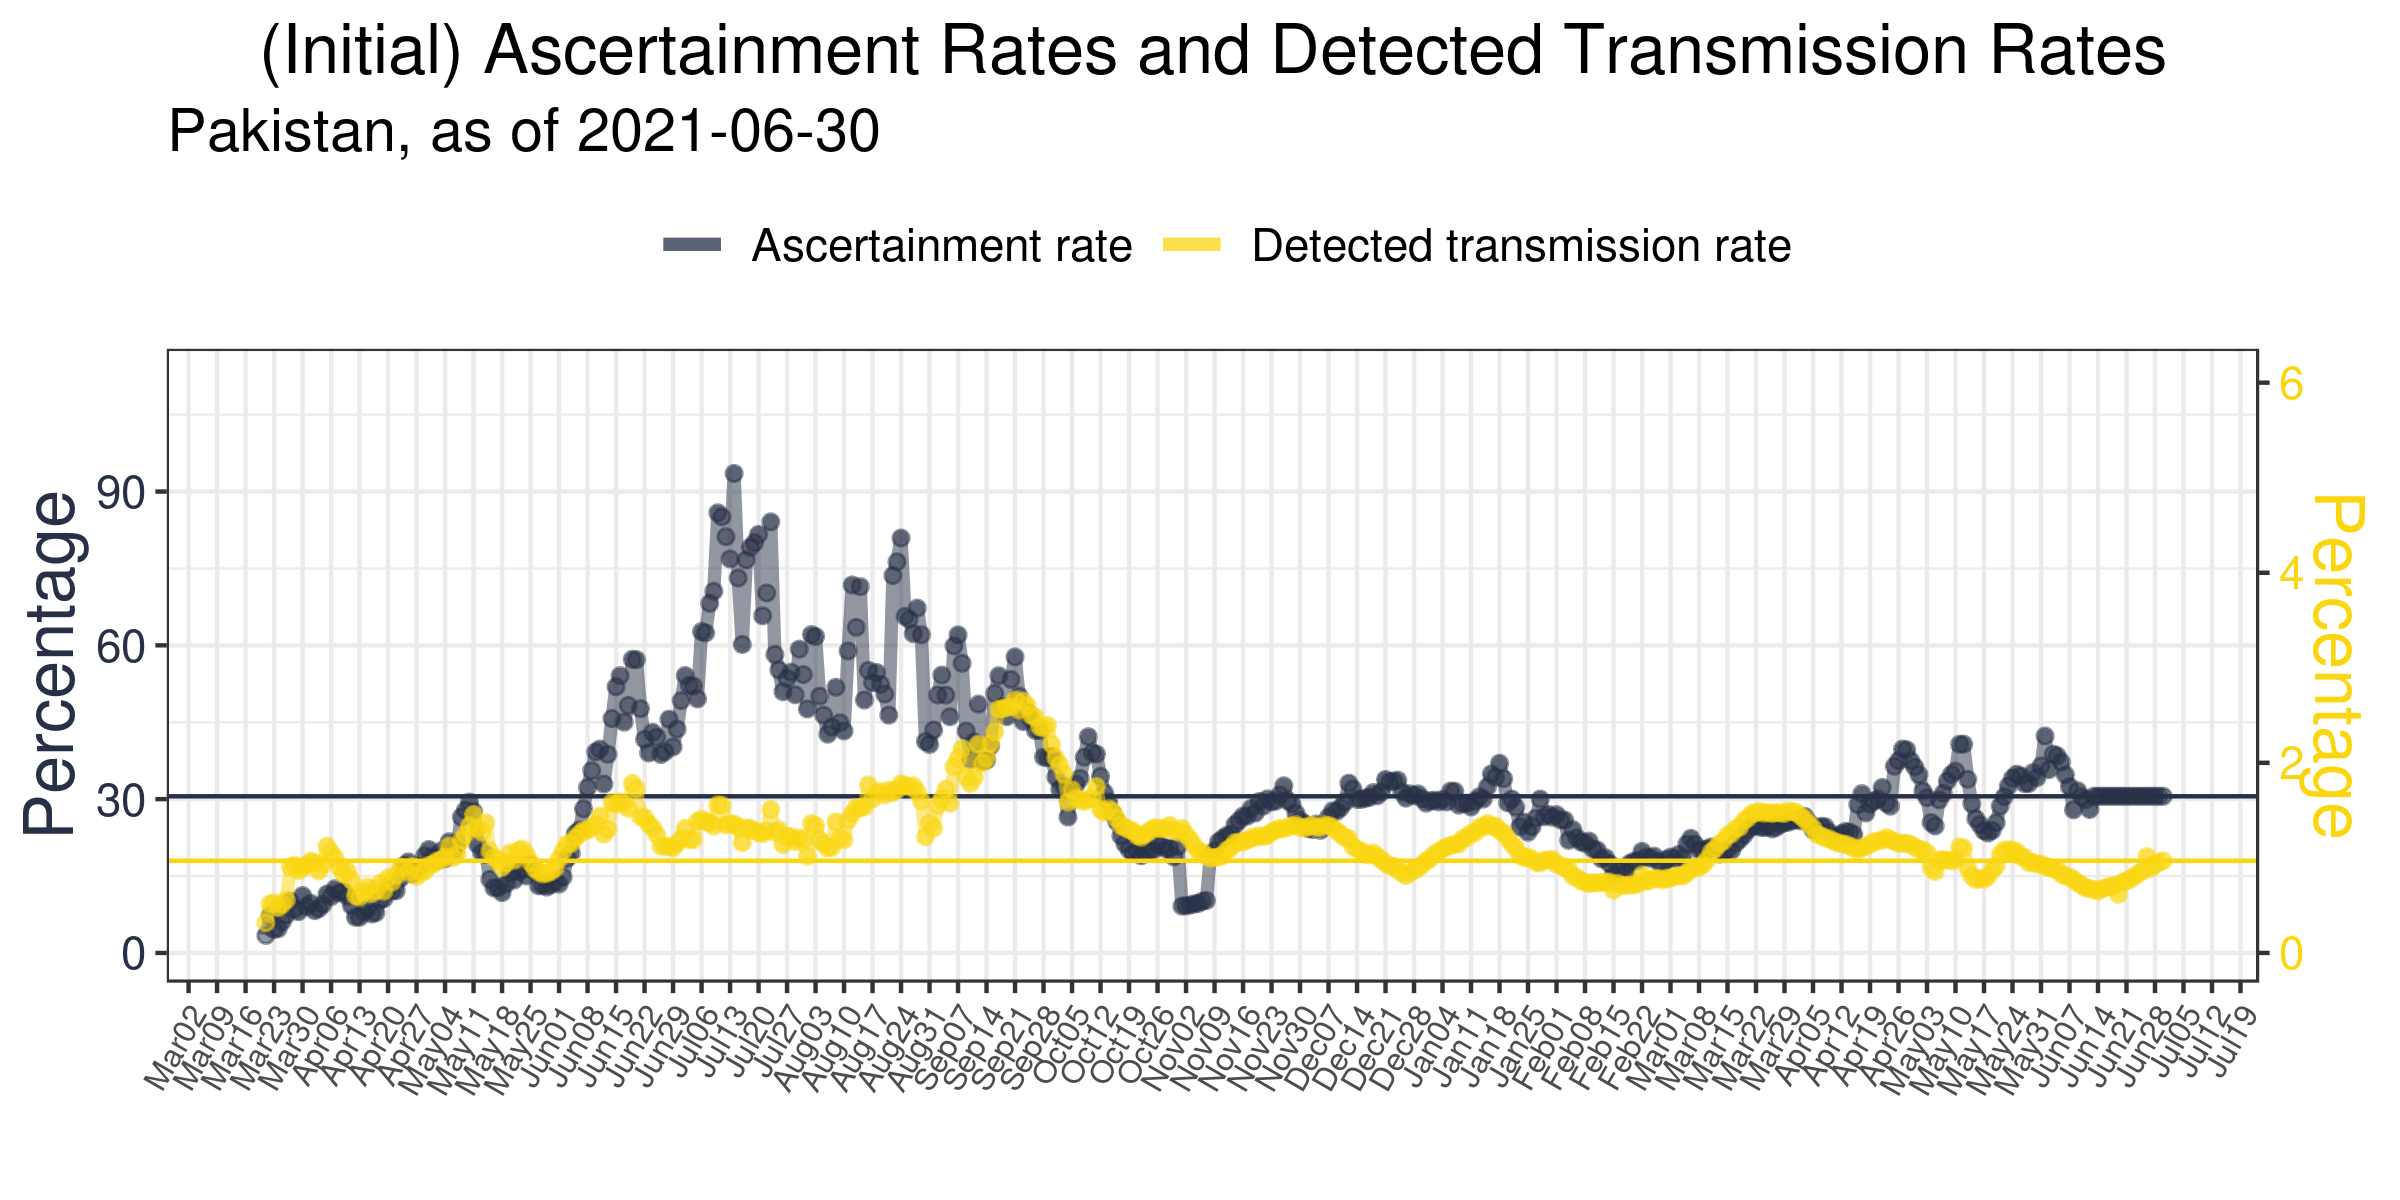 (Initial) Ascertainment Rates and Detected Transmission Rates
Pakistan, as of 2021-06-30
Ascertainment rate
Detected transmission rate
Percentage
90
60
30
0
6
4
2
0
Percentage
Mar02
Mar09
Mar16
Mar23
Mar30
Apr06
Apr13
Apr20
Apr27
May04
May11
May18
May25
Jun01
Jun08
Jun15
Jun22
Jun29
Jul06
Jul13
Jul20
Jul27
Aug03
Aug10
Aug17
Aug24
Aug31
Sep07
Sep14
Sep21
Sep28
Oct05
Oct12
Oct19
Oct26
Nov02
Nov09
Nov16
Nov23
Nov30
Dec07
Dec14
Dec21
Dec28
Jan04
Jan11
Jan18
Jan25
Feb01
Feb08
Feb15
Feb22
Mar01
Mar08
Mar15
Mar22
Mar29
Apr05
Apr12
Apr19
Apr26
May03
May10
May17
May24
May31
Jun07
Jun14
Jun21
Jun28
Jul05
Jul12
Jul19